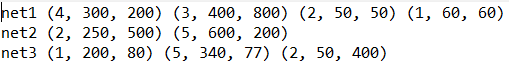 net1 (4, 300, 200) (3, 400, 800) (2, 50, 50) (1, 60, 60)
net2 (2, 250, 500) (5, 600, 200)
net3 (1, 200, 80) (5, 340, 77) (2, 50, 400)